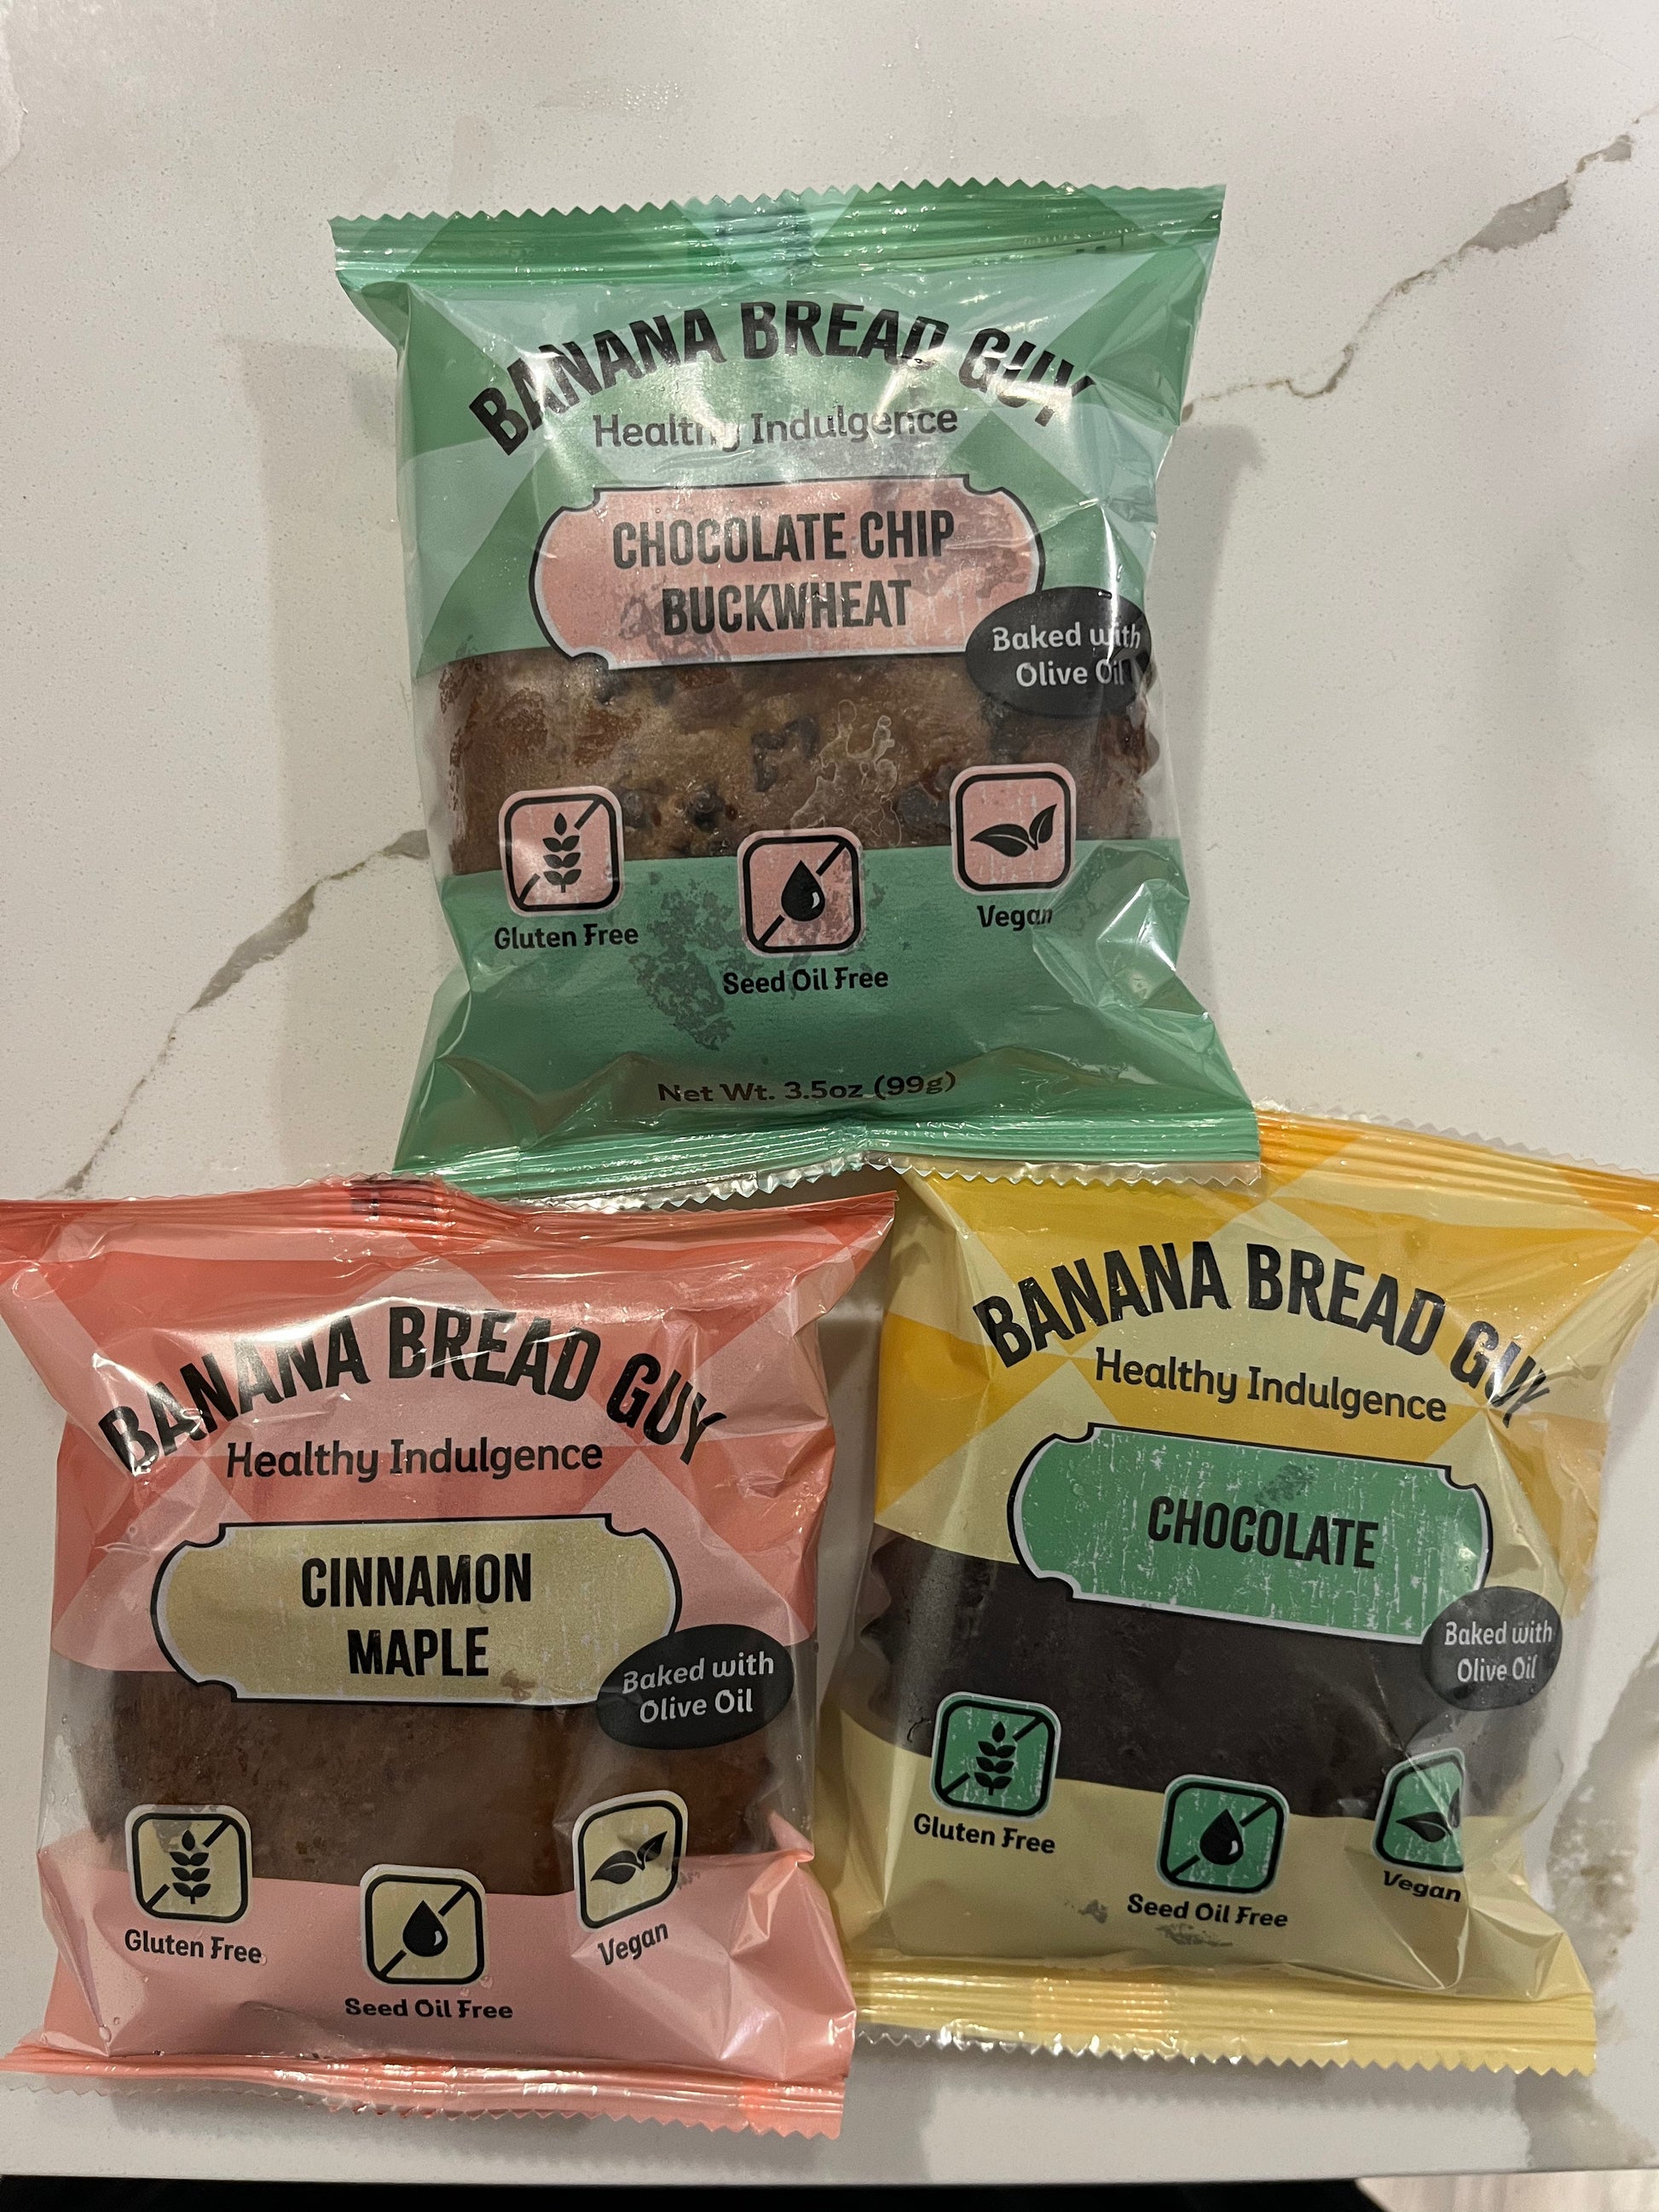 BANANA BREAD GUY
Healthy Indulgence
CHOCOLATE CHIP
BUCKWHEAT
Baked with
Olive Oil
Gluten Free
Seed Oil Free
Vegan
Net Wt. 3.5oz (99g)
BANANA BREAD GUY
Healthy Indulgence
CINNAMON
MAPLE
Baked with
Olive Oil
Gluten Free
Seed Oil Free
Vegan
BANANA BREAD GUY
Healthy Indulgence
CHOCOLATE
Baked with
Olive Oil
Gluten Free
Seed Oil Free
Vegan